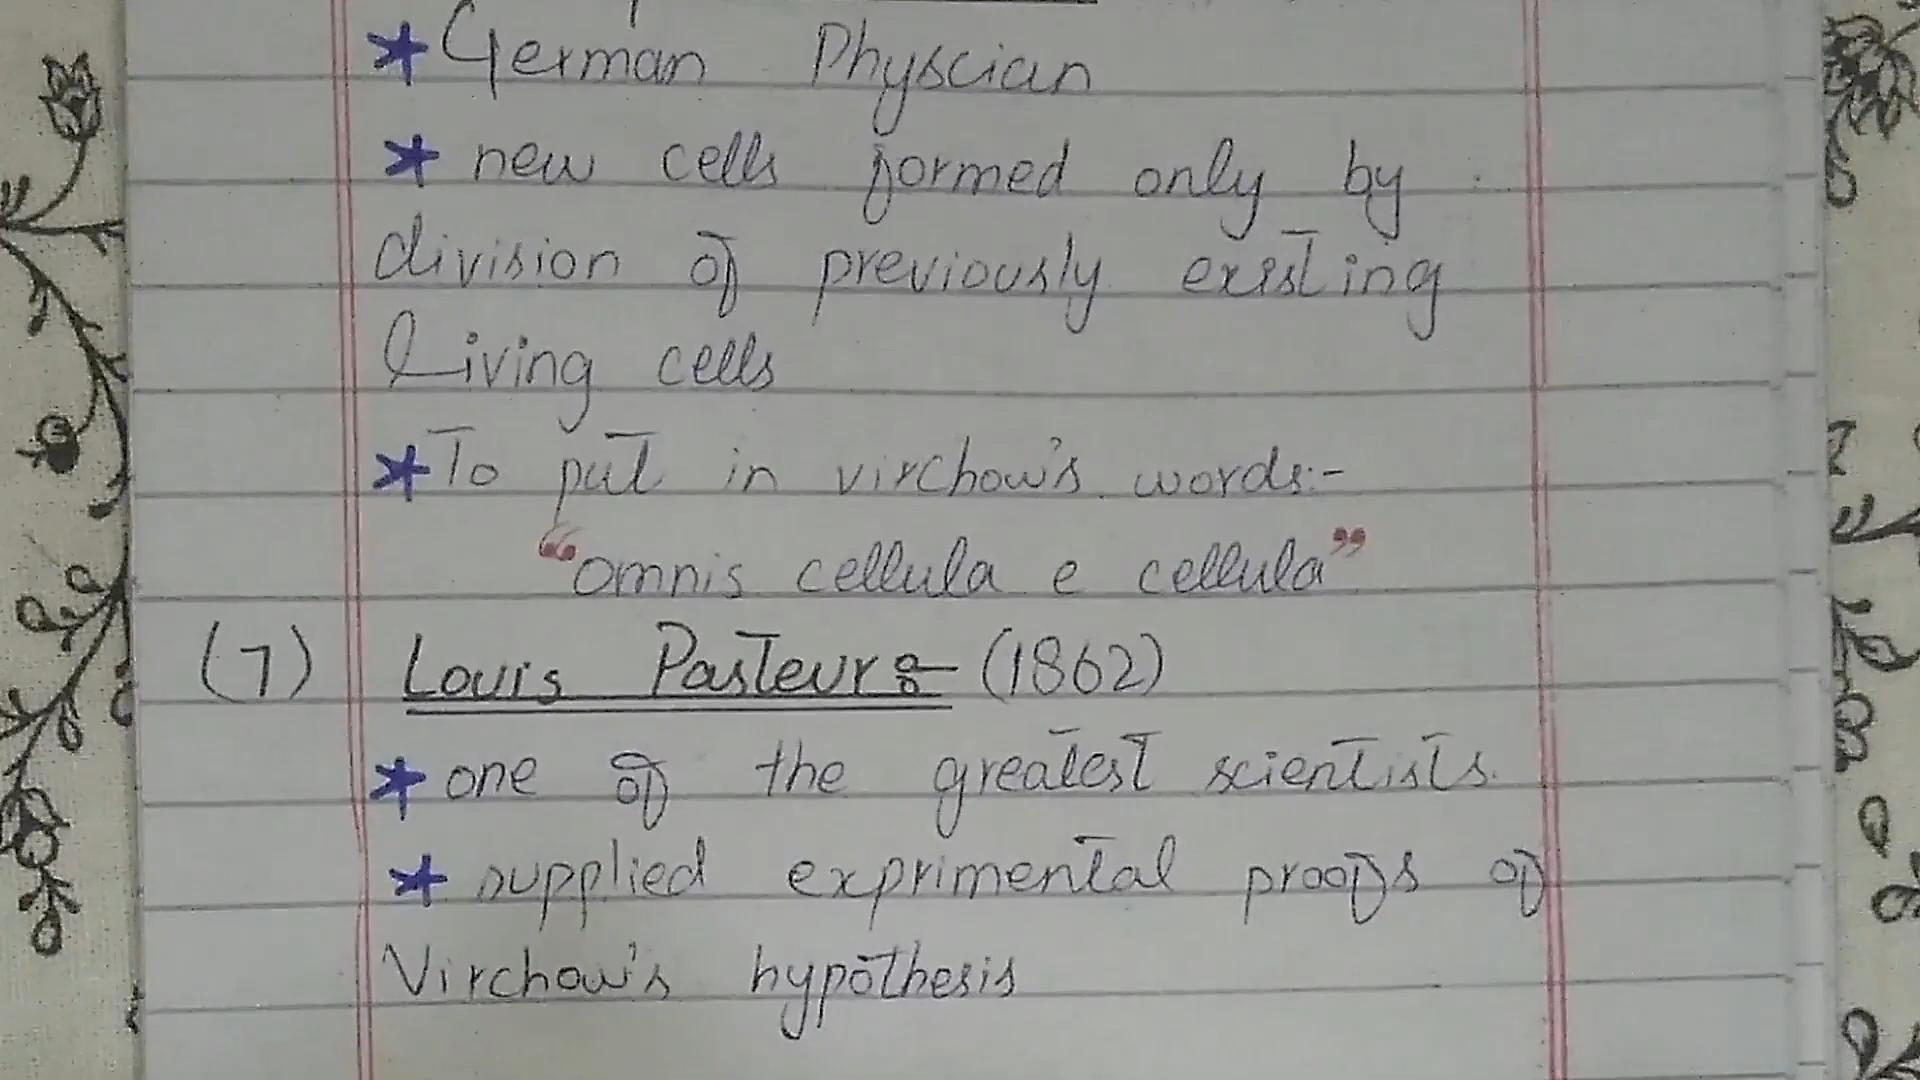 * German Physcian
* new cells formed only by
division of previously existing
living cells
* To put in virchow's words:-
“omnis cellula e cellula”
(7) Louis Pasteur :- (1862)
* one of the greatest scientists.
* supplied exprimental proofs of
Virchow's hypothesis